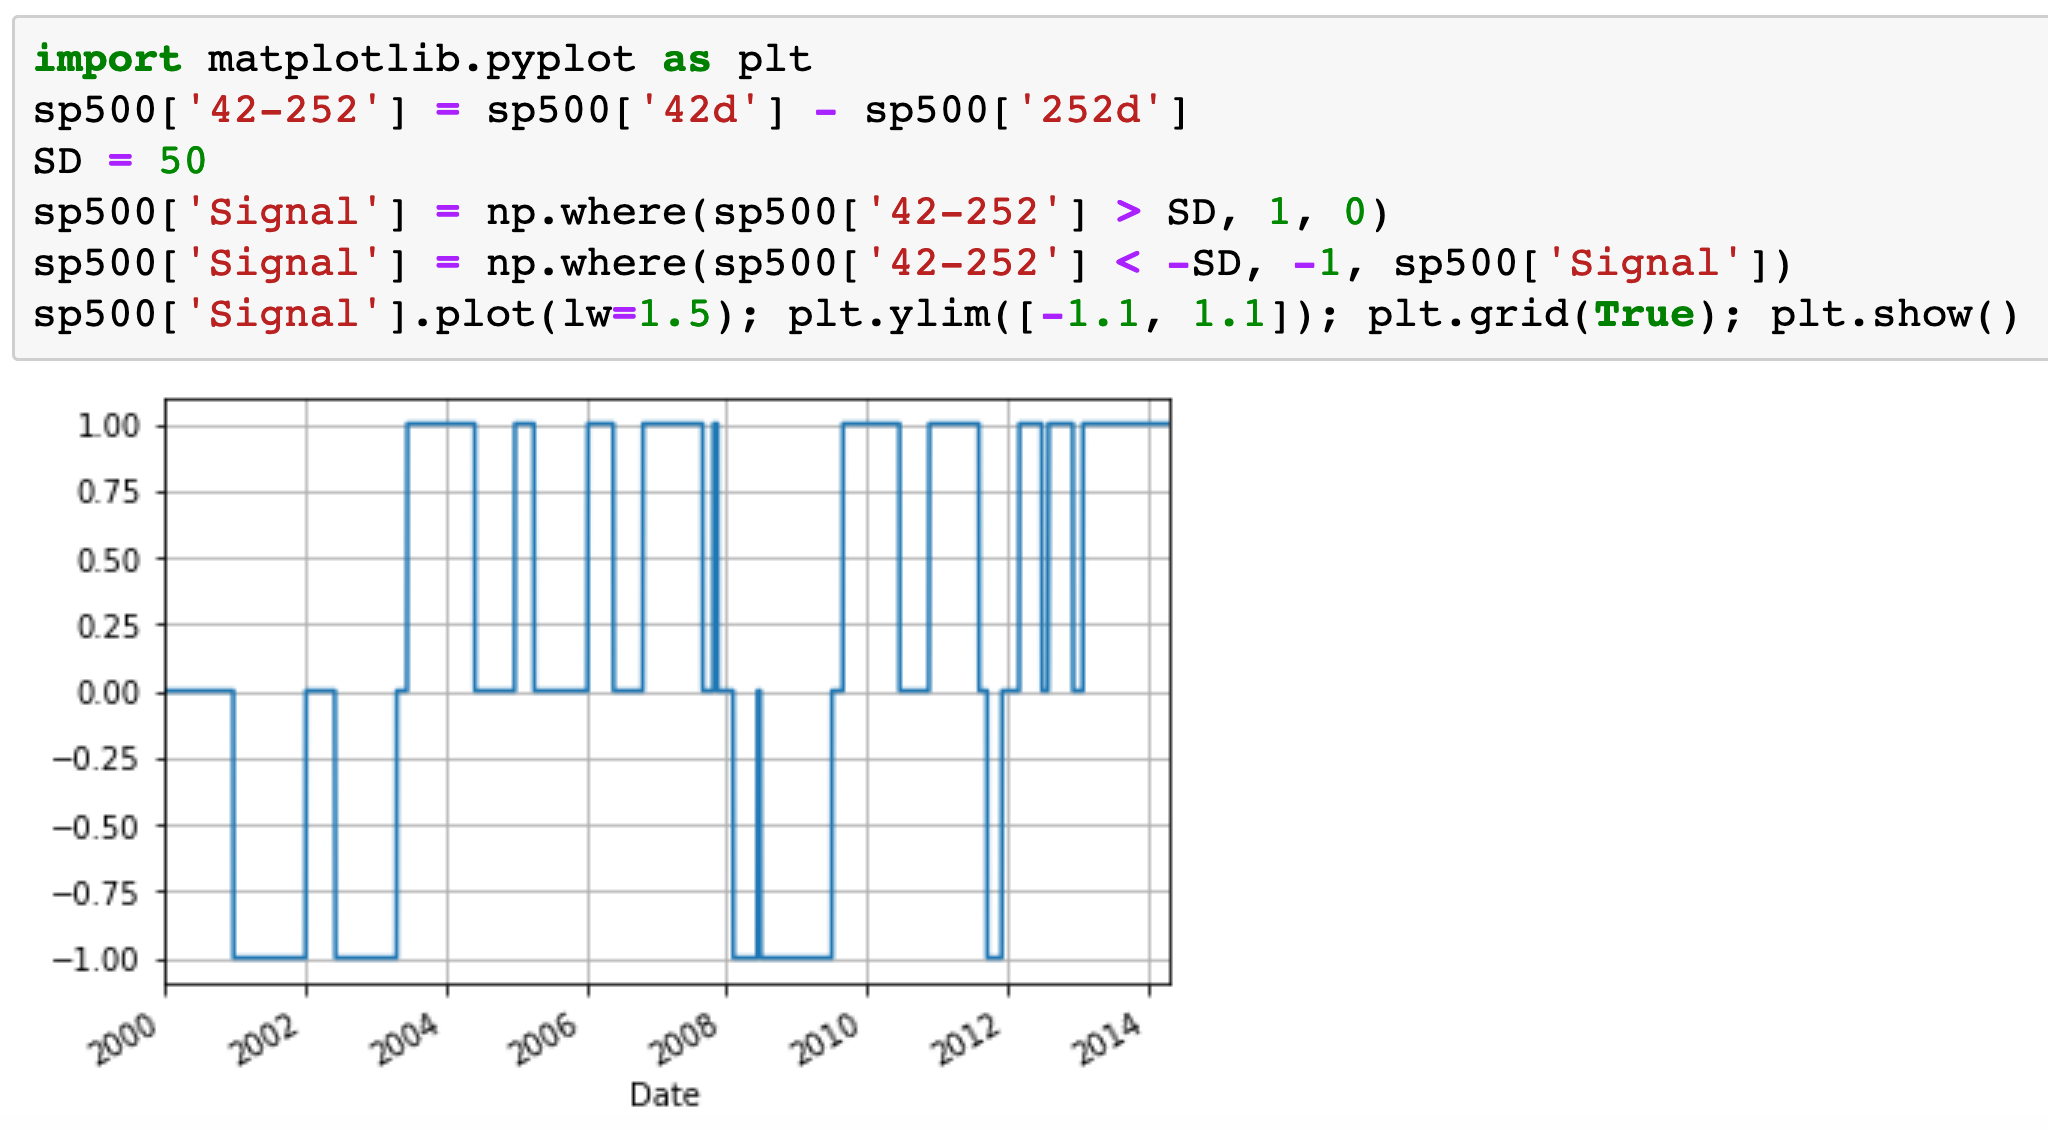 import matplotlib.pyplot as plt
sp500['42-252'] = sp500['42d'] - sp500['252d']
SD = 50
sp500['Signal'] = np.where(sp500['42-252'] > SD, 1, 0)
sp500['Signal'] = np.where(sp500['42-252'] < -SD, -1, sp500['Signal'])
sp500['Signal'].plot(lw=1.5); plt.ylim([-1.1, 1.1]); plt.grid(True); plt.show()
1.00
0.75
0.50
0.25
0.00
−0.25
−0.50
−0.75
−1.00
2000 2002 2004 2006 2008 2010 2012 2014
Date